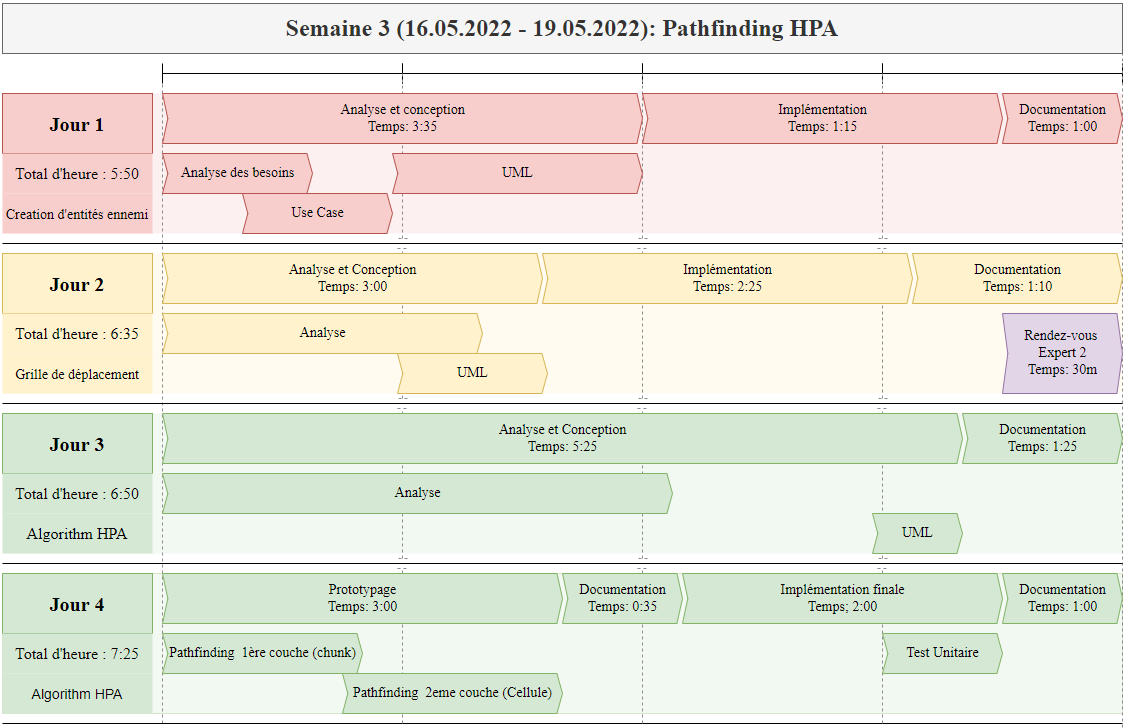 Semaine 3 (16.05.2022 - 19.05.2022): Pathfinding HPA
Jour 1
Analyse et conception
Temps: 3:35
Implémentation
Temps: 1:15
Documentation
Temps: 1:00
Total d'heure : 5:50
Analyse des besoins
UML
Creation d'entités ennemi
Use Case
Jour 2
Analyse et Conception
Temps: 3:00
Implémentation
Temps: 2:25
Documentation
Temps: 1:10
Total d'heure : 6:35
Analyse
Rendez-vous
Expert 2
Temps: 30m
Grille de déplacement
UML
Jour 3
Analyse et Conception
Temps: 5:25
Documentation
Temps: 1:25
Total d'heure : 6:50
Analyse
Algorithm HPA
UML
Jour 4
Prototypage
Temps: 3:00
Documentation
Temps: 0:35
Implémentation finale
Temps; 2:00
Documentation
Temps: 1:00
Total d'heure : 7:25
Pathfinding 1ère couche (chunk)
Test Unitaire
Algorithm HPA
Pathfinding 2eme couche (Cellule)